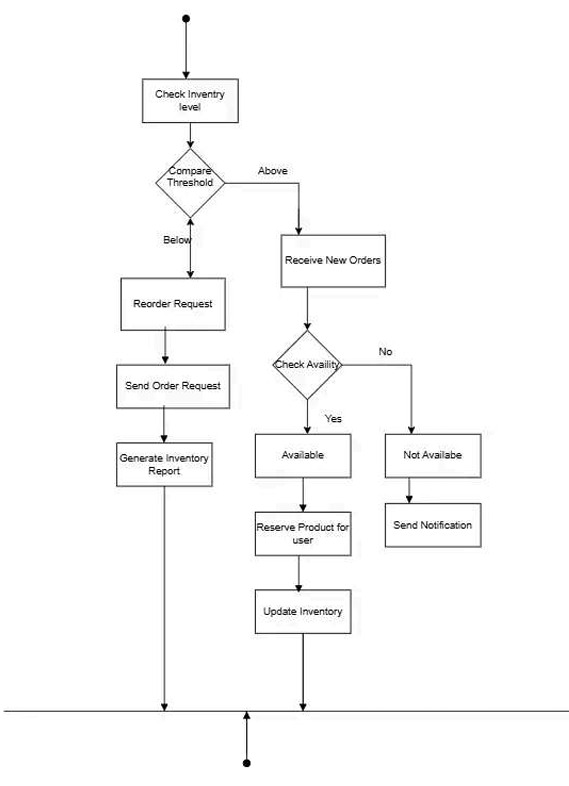 Check Inventry
level
Compare
Threshold
Above
Below
Receive New Orders
Reorder Request
Check Availity
No
Send Order Request
Yes
Generate Inventory
Report
Available
Not Availabe
Reserve Product for
user
Send Notification
Update Inventory